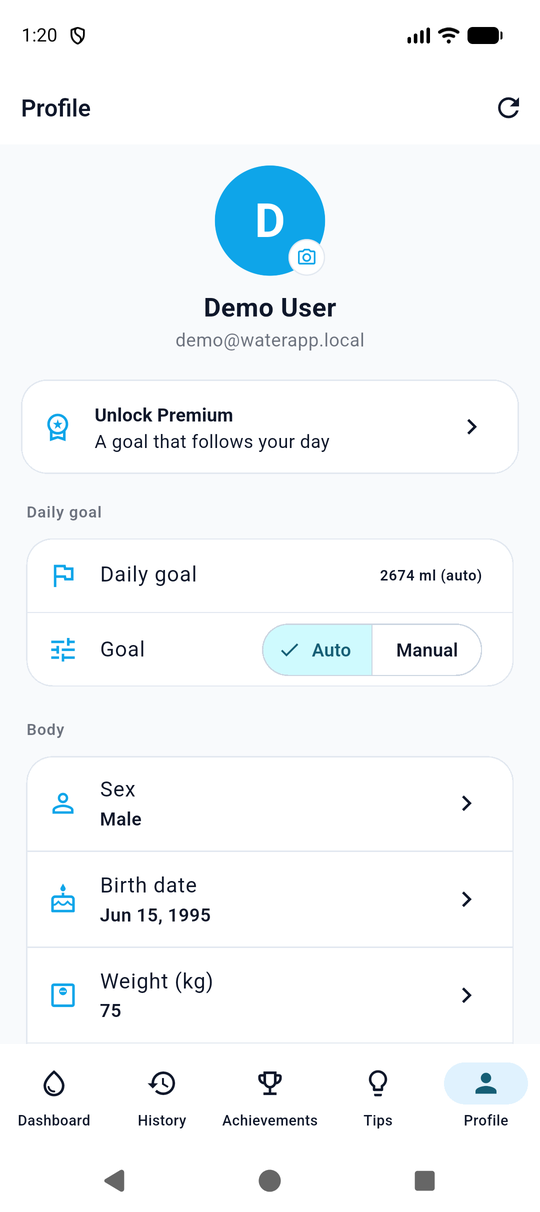 1:20
Profile
D
Demo User
demo@waterapp.local
Unlock Premium
A goal that follows your day
Daily goal
Daily goal
2674 ml (auto)
Goal
Auto
Manual
Body
Sex
Male
Birth date
Jun 15, 1995
Weight (kg)
75
Dashboard
History
Achievements
Tips
Profile